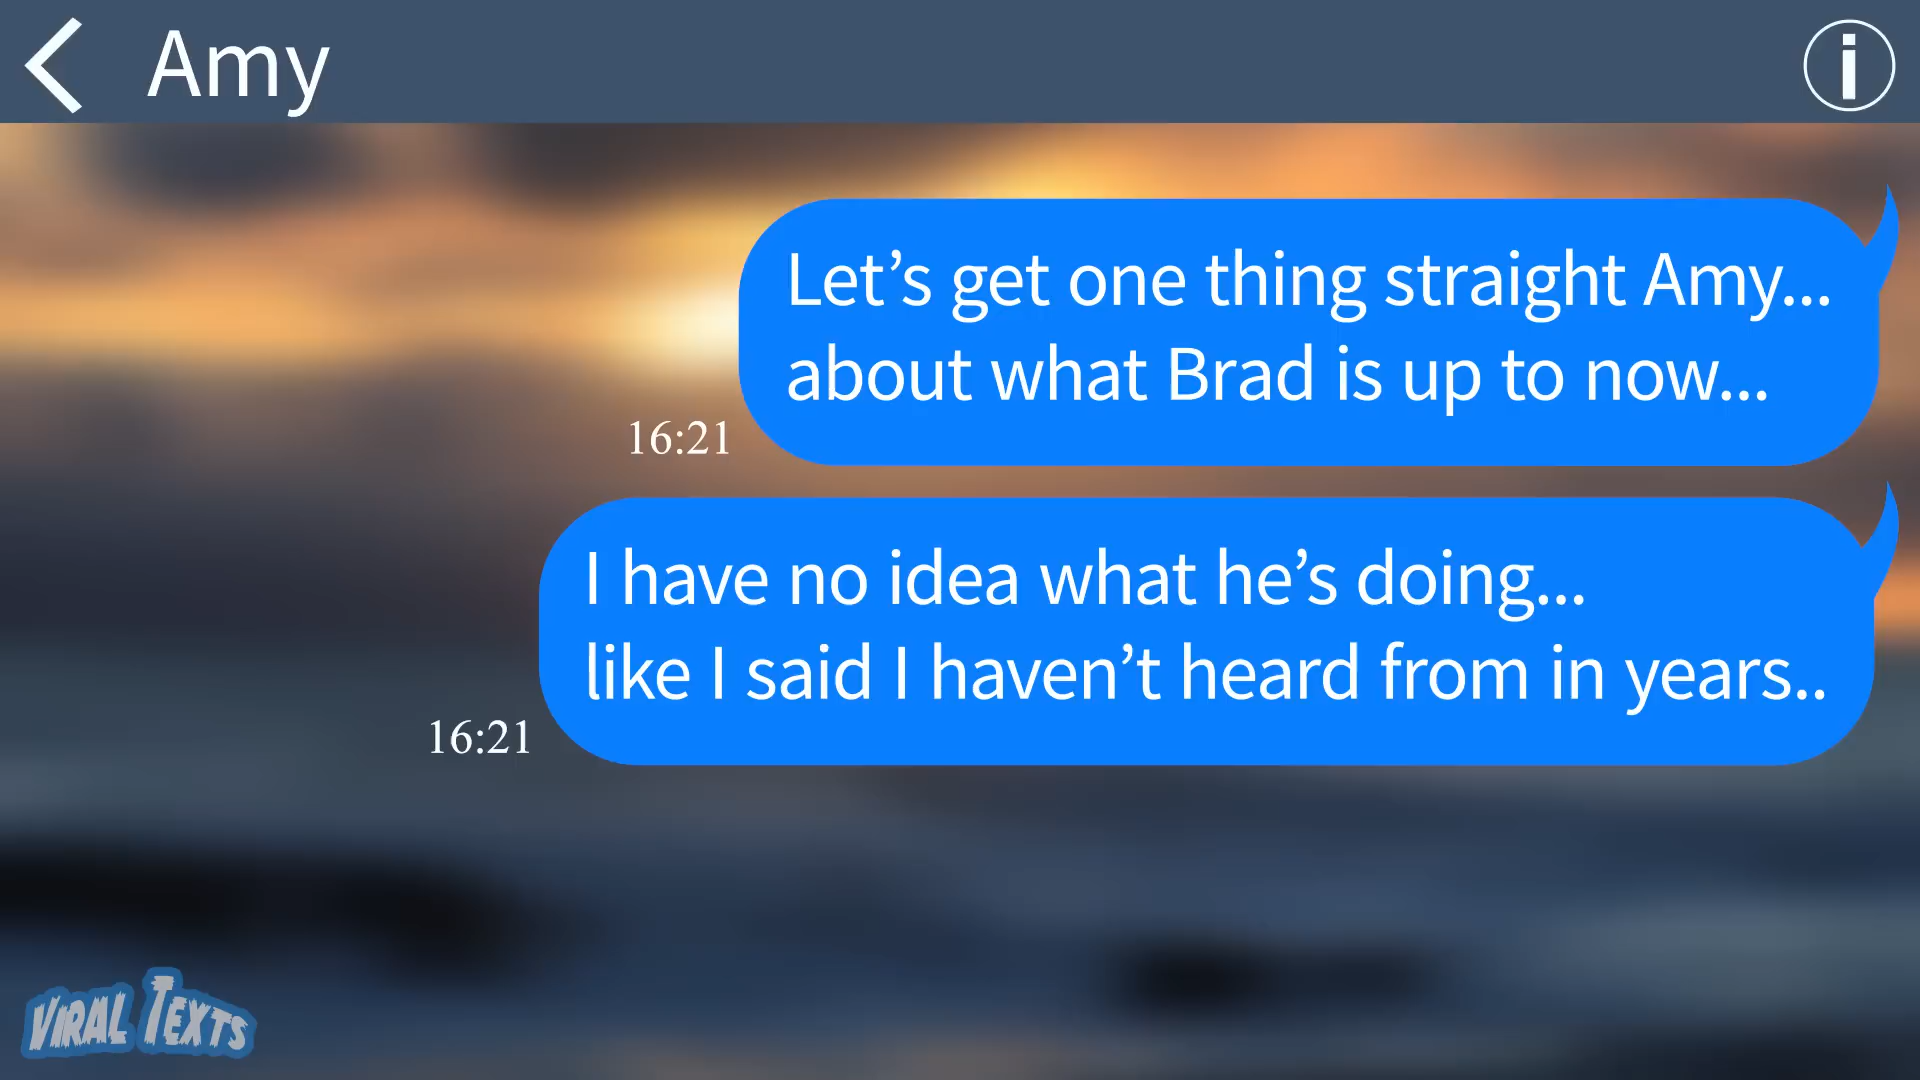 Amy
Let’s get one thing straight Amy...
about what Brad is up to now...
16:21
I have no idea what he’s doing...
like I said I haven’t heard from in years..
16:21
VIRAL TEXTS